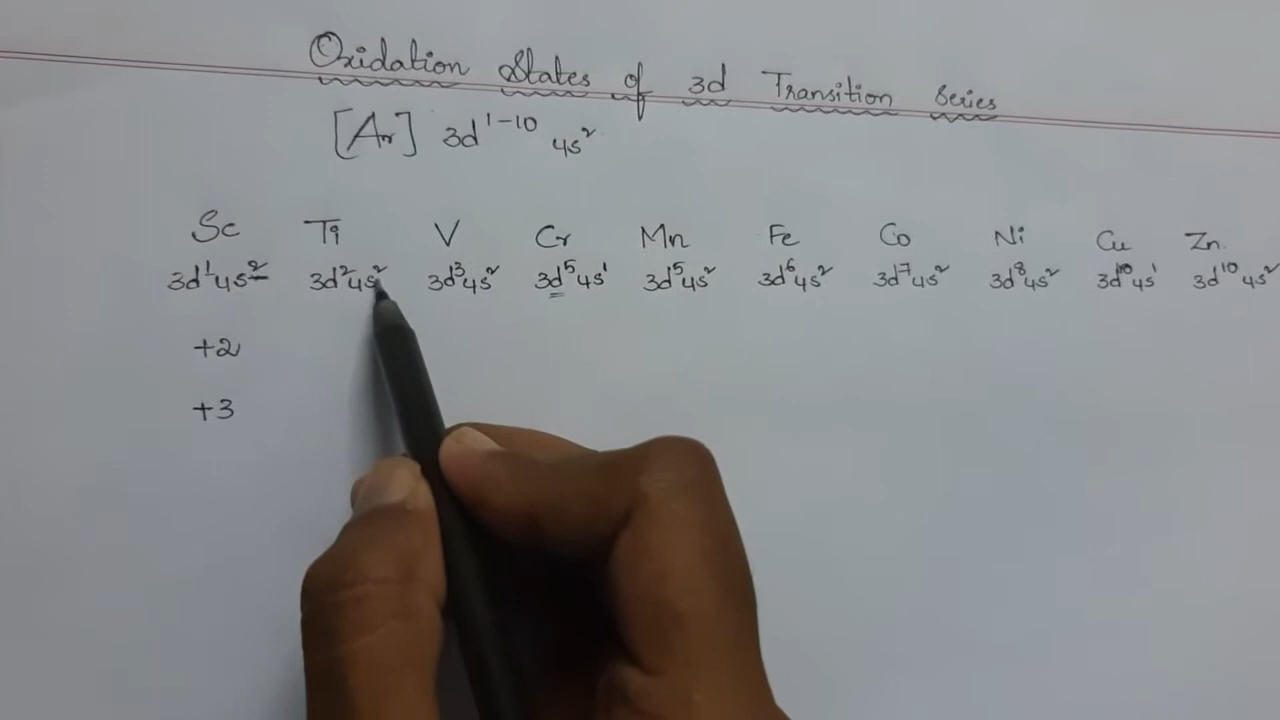 Oxidation States of 3d Transition Series
[Ar] 3d¹⁻¹⁰ 4s²
Sc Ti V Cr Mn Fe Co Ni Cu Zn.
3d¹4s² 3d²4s² 3d³4s² 3d⁵4s¹ 3d⁵4s² 3d⁶4s² 3d⁷4s² 3d⁸4s² 3d¹⁰4s¹ 3d¹⁰4s²
+2
+3